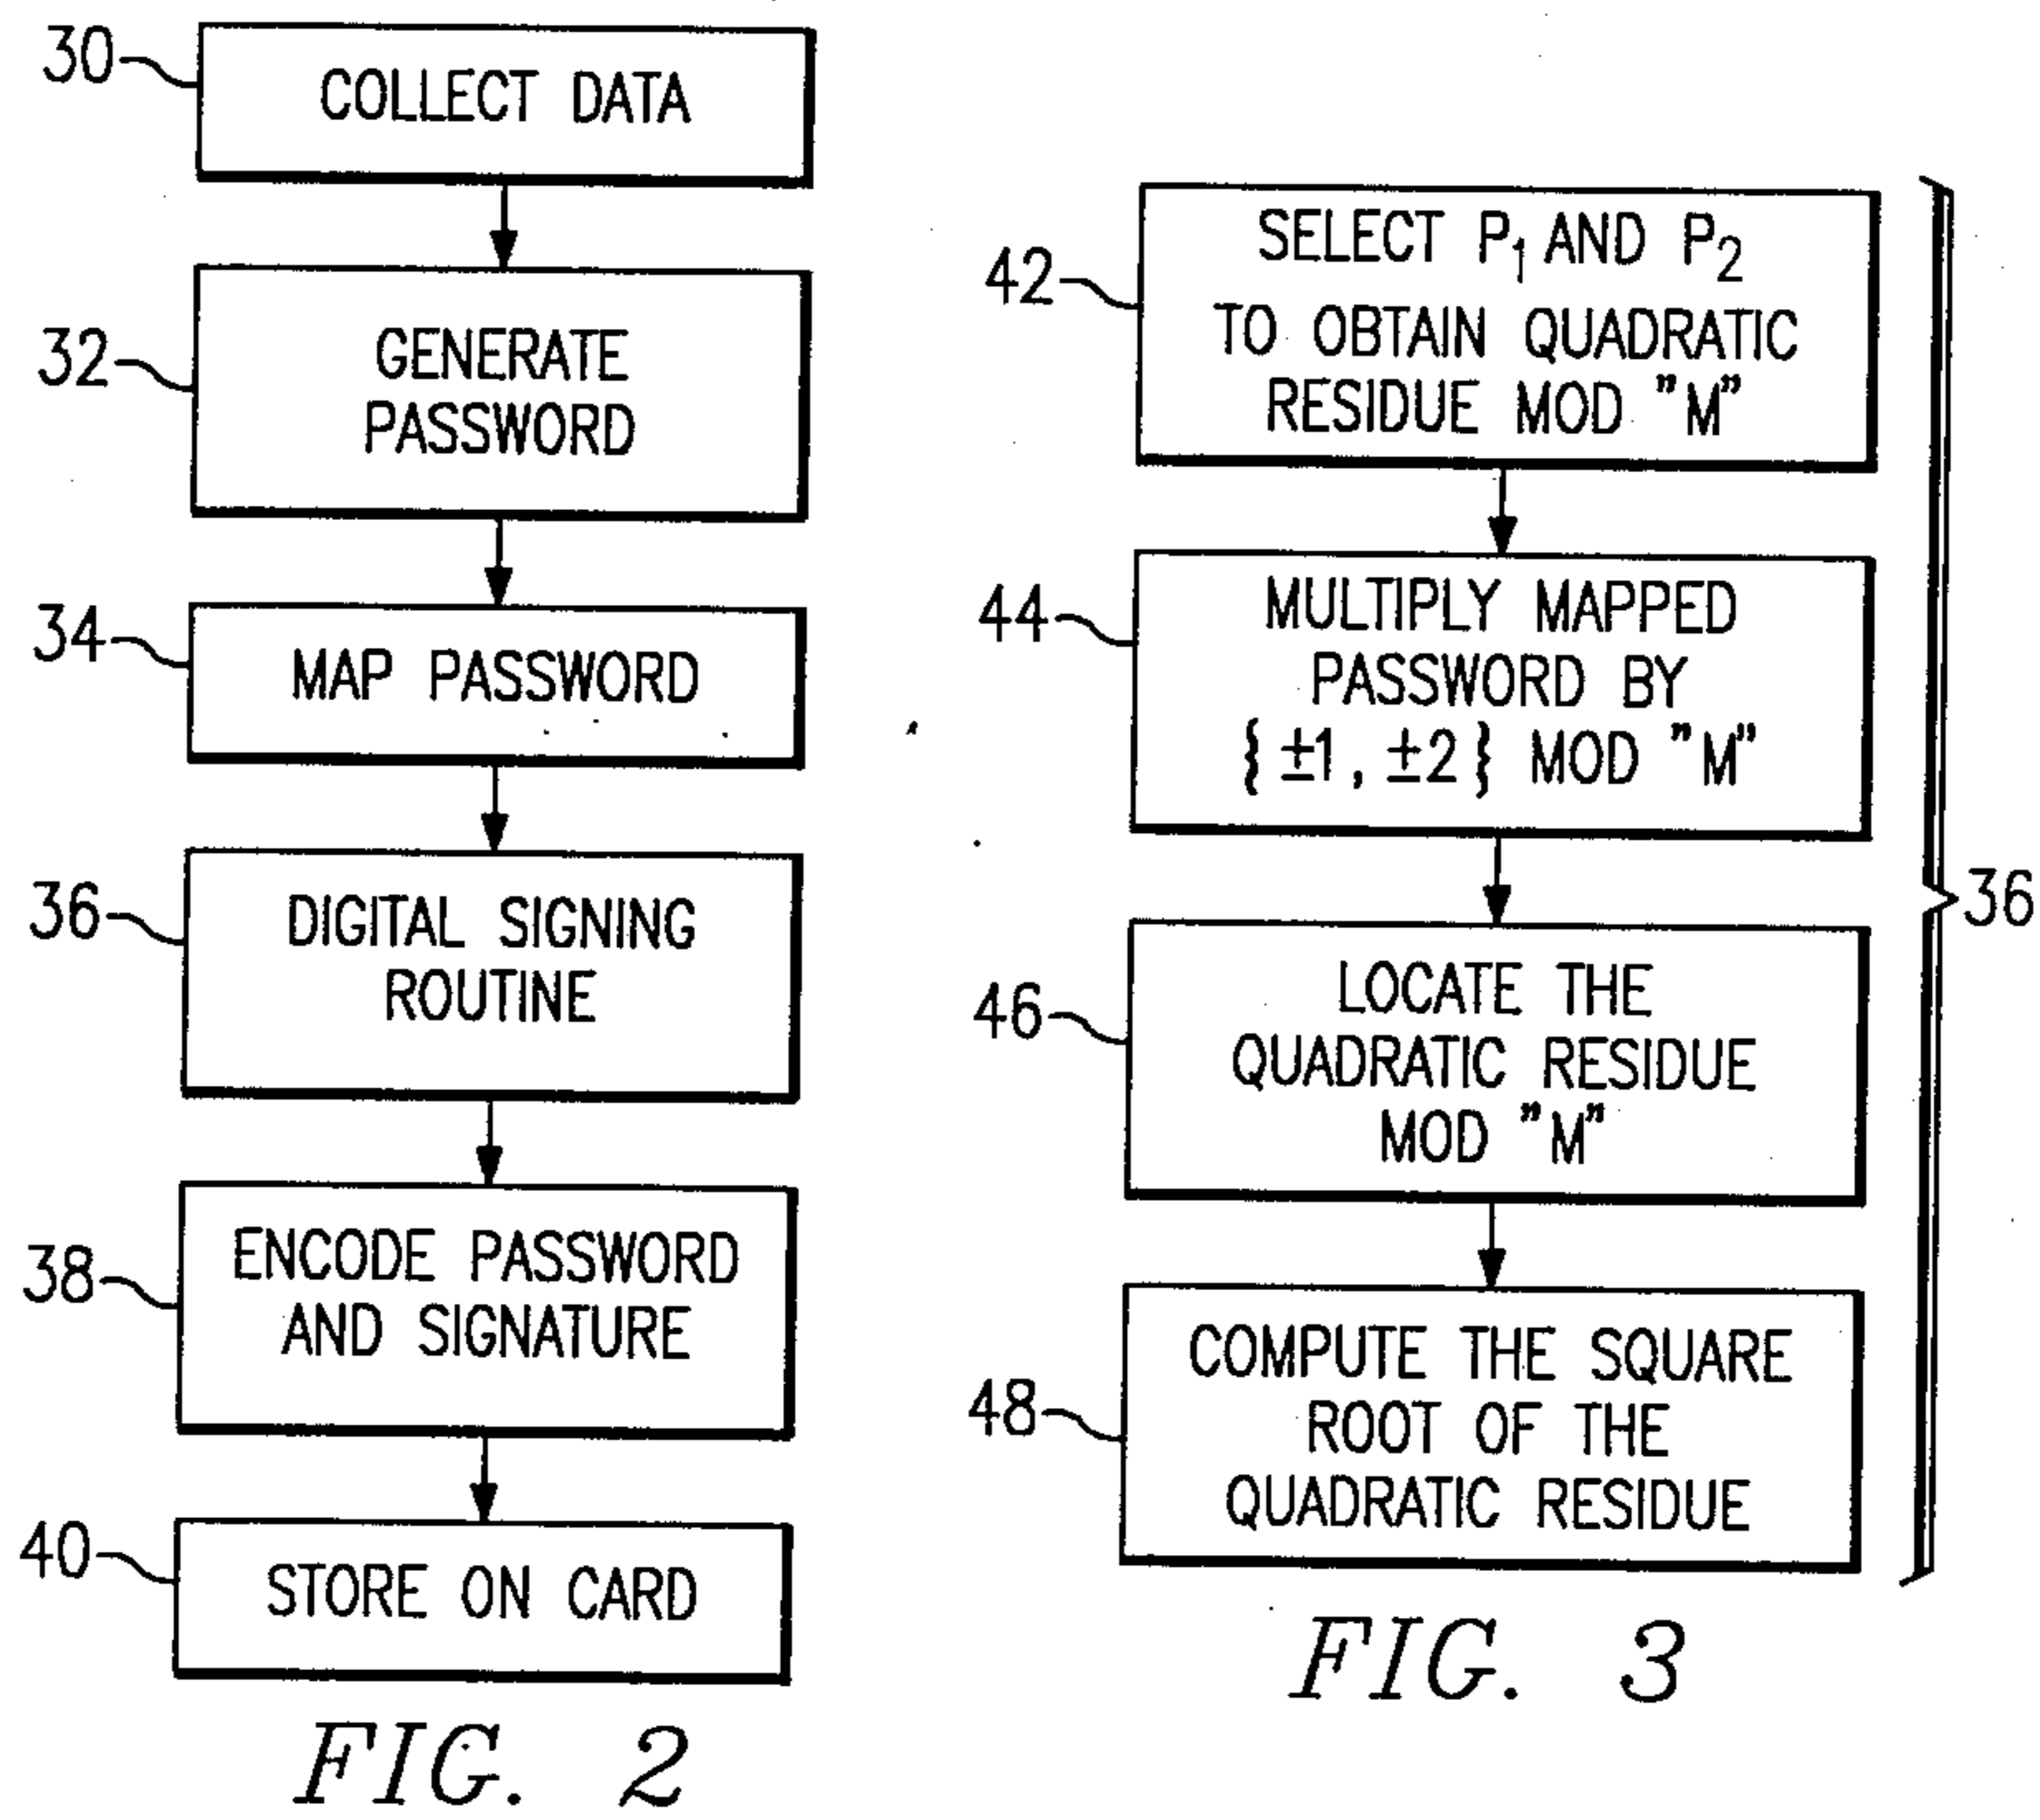 30
COLLECT DATA
32
GENERATE
PASSWORD
34
MAP PASSWORD
36
DIGITAL SIGNING
ROUTINE
38
ENCODE PASSWORD
AND SIGNATURE
40
STORE ON CARD
FIG. 2
42
SELECT P1 AND P2
TO OBTAIN QUADRATIC
RESIDUE MOD "M"
44
MULTIPLY MAPPED
PASSWORD BY
{±1, ±2} MOD "M"
46
LOCATE THE
QUADRATIC RESIDUE
MOD "M"
48
COMPUTE THE SQUARE
ROOT OF THE
QUADRATIC RESIDUE
36
FIG. 3